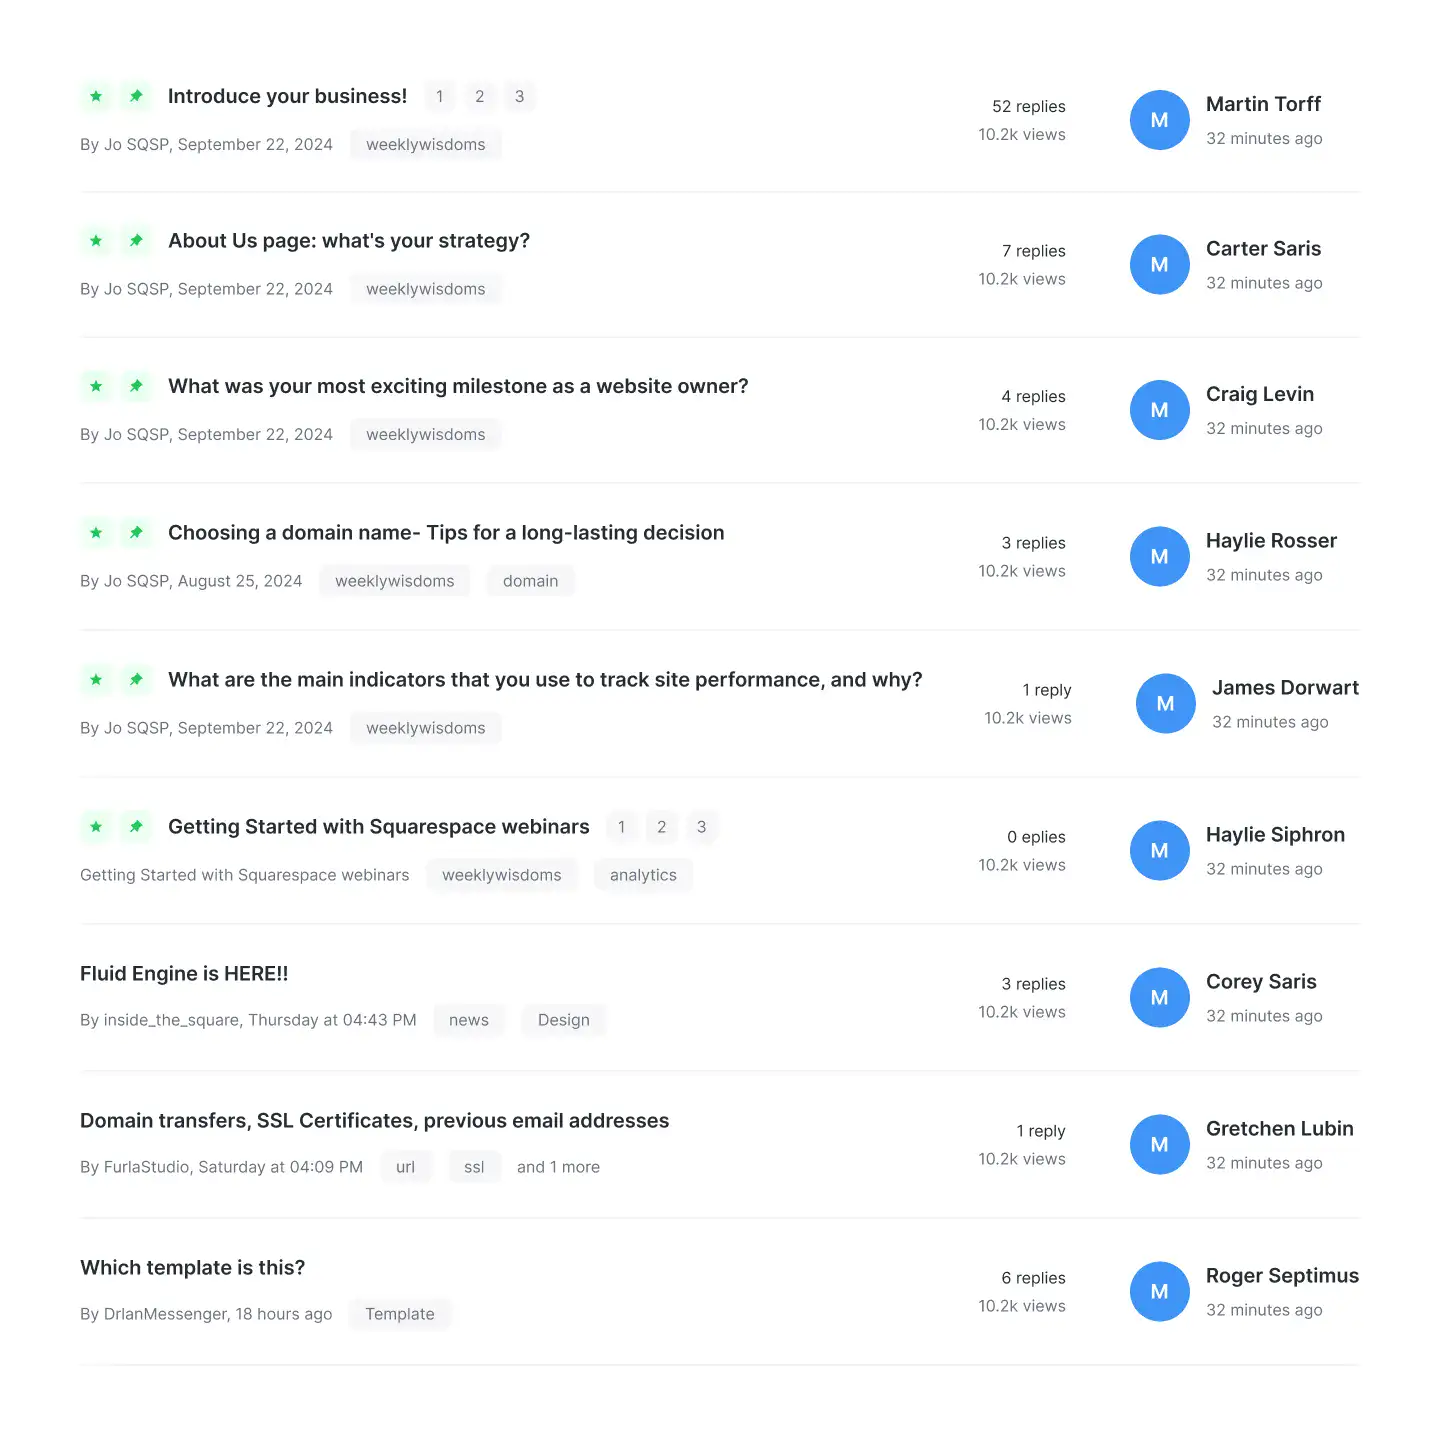 Introduce your business! 1 2 3
By Jo SQSP, September 22, 2024 weeklywisdoms
52 replies
10.2k views
M
Martin Torff
32 minutes ago
About Us page: what's your strategy?
By Jo SQSP, September 22, 2024 weeklywisdoms
7 replies
10.2k views
M
Carter Saris
32 minutes ago
What was your most exciting milestone as a website owner?
By Jo SQSP, September 22, 2024 weeklywisdoms
4 replies
10.2k views
M
Craig Levin
32 minutes ago
Choosing a domain name- Tips for a long-lasting decision
By Jo SQSP, August 25, 2024 weeklywisdoms domain
3 replies
10.2k views
M
Haylie Rosser
32 minutes ago
What are the main indicators that you use to track site performance, and why?
By Jo SQSP, September 22, 2024 weeklywisdoms
1 reply
10.2k views
M
James Dorwart
32 minutes ago
Getting Started with Squarespace webinars 1 2 3
Getting Started with Squarespace webinars weeklywisdoms analytics
0 eplies
10.2k views
M
Haylie Siphron
32 minutes ago
Fluid Engine is HERE!!
By inside_the_square, Thursday at 04:43 PM news Design
3 replies
10.2k views
M
Corey Saris
32 minutes ago
Domain transfers, SSL Certificates, previous email addresses
By FurlaStudio, Saturday at 04:09 PM url ssl and 1 more
1 reply
10.2k views
M
Gretchen Lubin
32 minutes ago
Which template is this?
By DrIanMessenger, 18 hours ago Template
6 replies
10.2k views
M
Roger Septimus
32 minutes ago